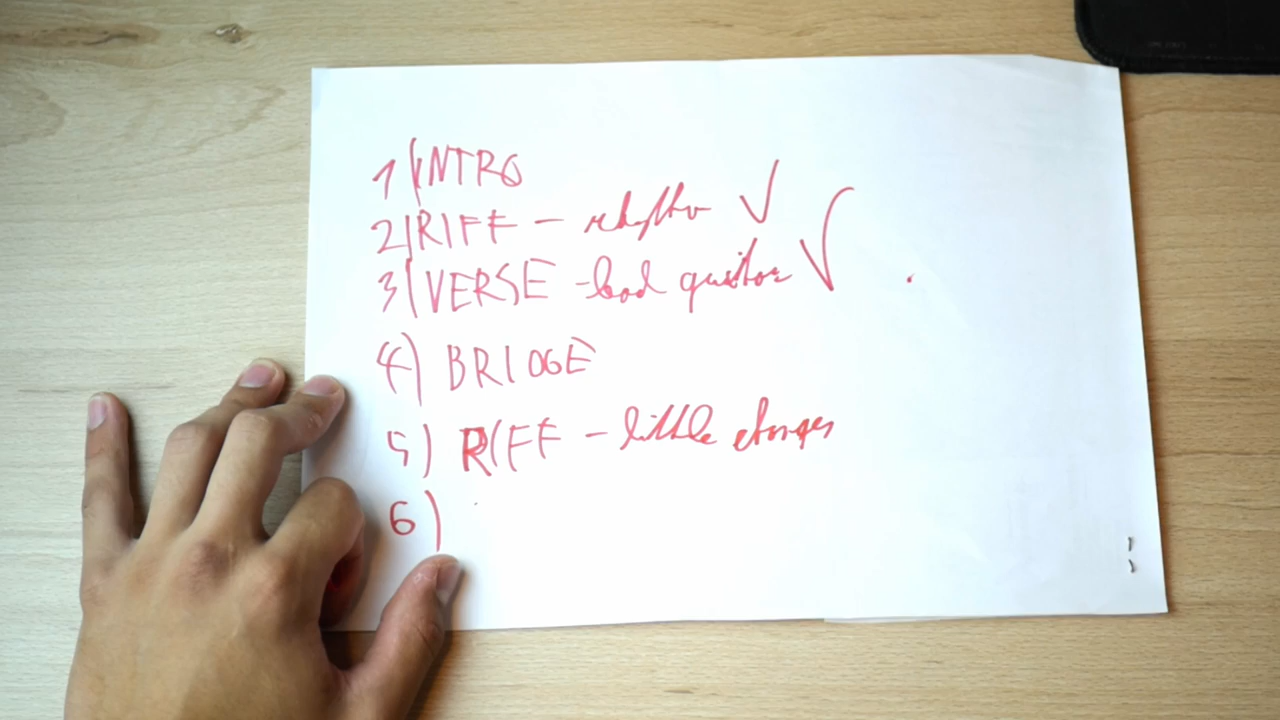 1) INTRO
2) RIFF - rhythm ✓
3) VERSE - lead guitar ✓
4) BRIDGE
5) RIFF - little changes
6)